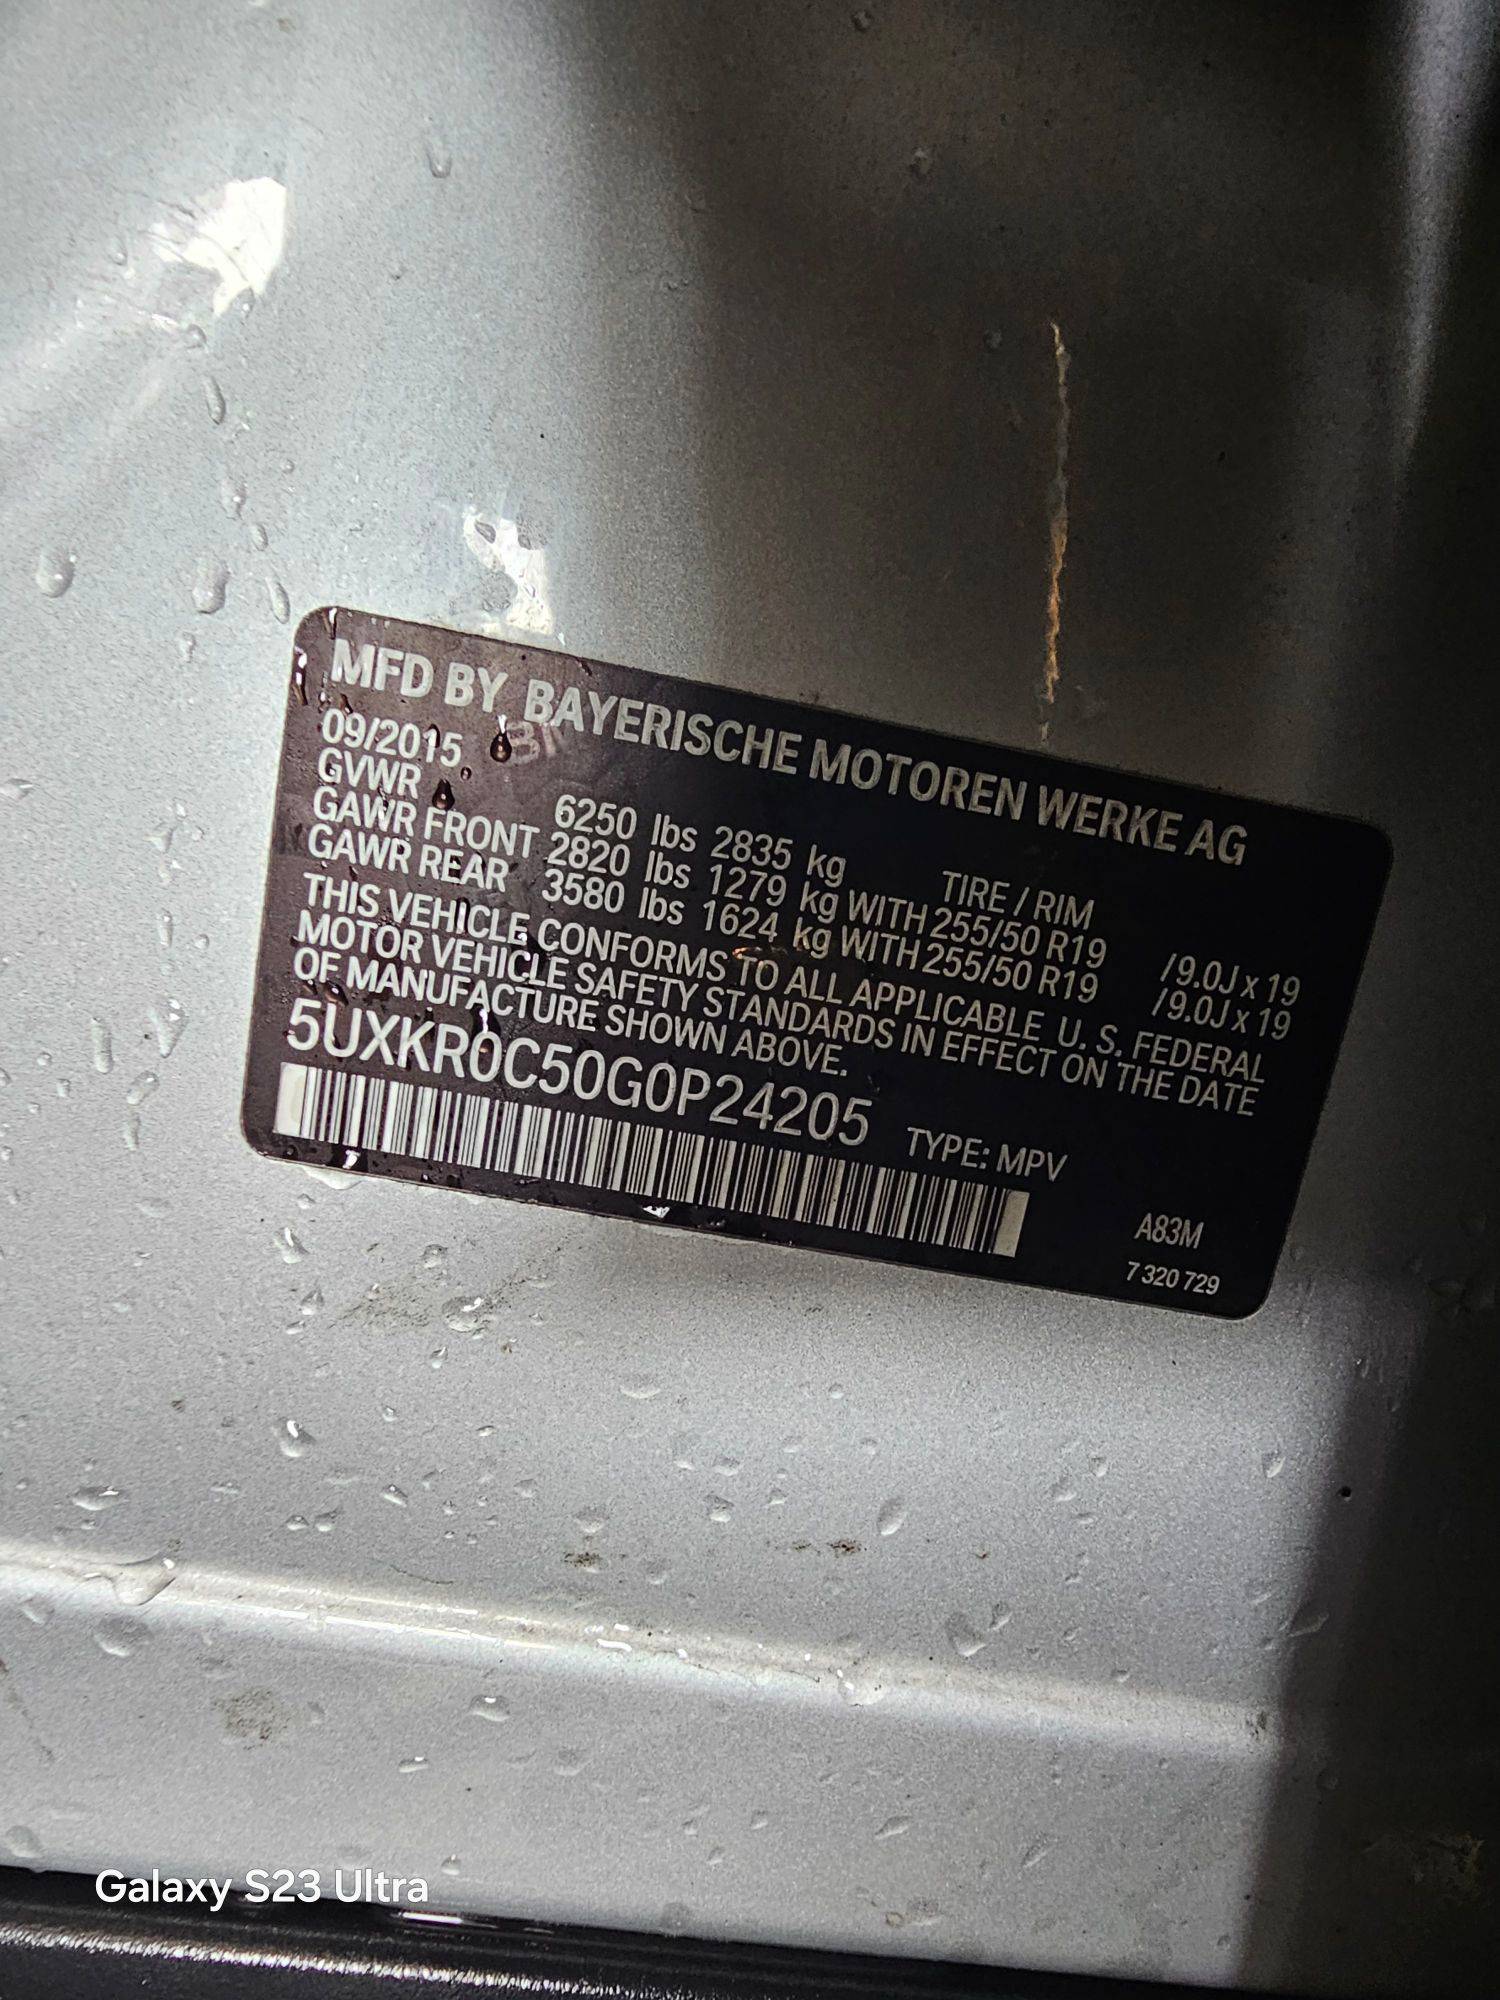 MFD BY BAYERISCHE MOTOREN WERKE AG
09/2015
GVWR 6250 lbs 2835 kg TIRE / RIM
GAWR FRONT 2820 lbs 1279 kg WITH 255/50 R19 /9.0J x 19
GAWR REAR 3580 lbs 1624 kg WITH 255/50 R19 /9.0J x 19
THIS VEHICLE CONFORMS TO ALL APPLICABLE U. S. FEDERAL
MOTOR VEHICLE SAFETY STANDARDS IN EFFECT ON THE DATE
OF MANUFACTURE SHOWN ABOVE.
5UXKR0C50G0P24205 TYPE: MPV
A83M
7 320 729
Galaxy S23 Ultra